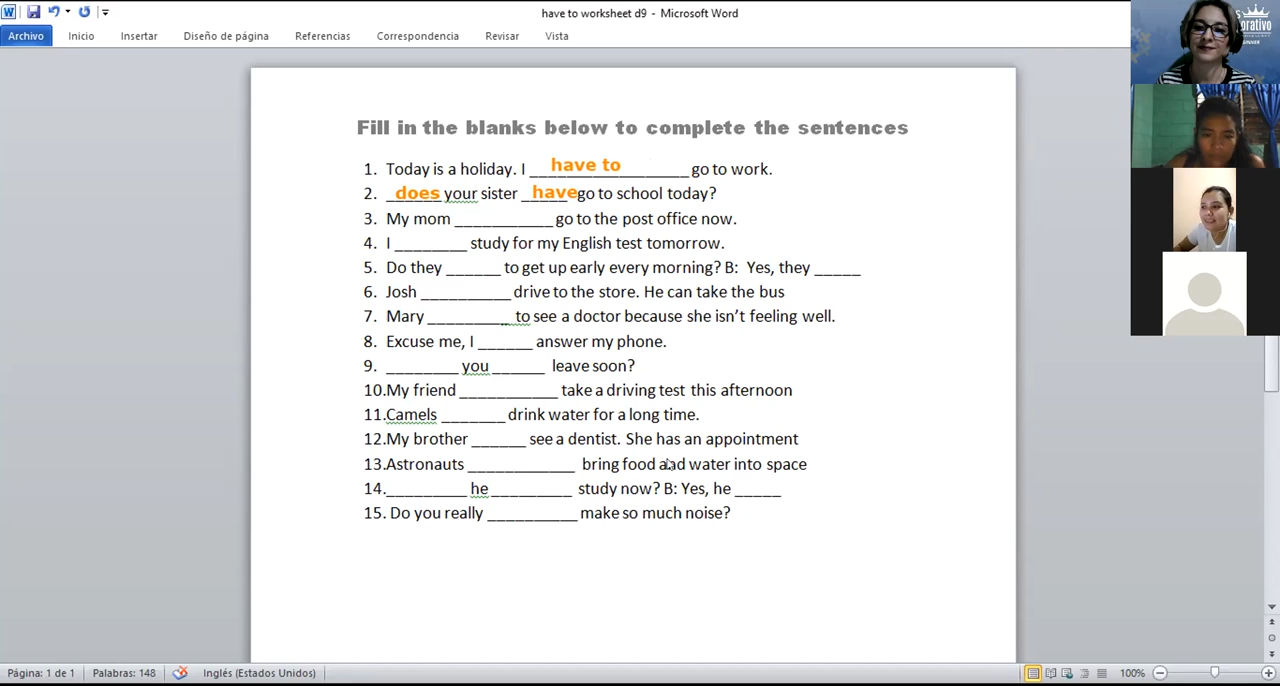 have to worksheet d9 - Microsoft Word
Archivo Inicio Insertar Diseño de página Referencias Correspondencia Revisar Vista
Fill in the blanks below to complete the sentences
1. Today is a holiday. I ___have to___ go to work.
2. _does_ your sister _have_ go to school today?
3. My mom ___________ go to the post office now.
4. I ________ study for my English test tomorrow.
5. Do they ______ to get up early every morning? B: Yes, they _____
6. Josh __________ drive to the store. He can take the bus
7. Mary _________ to see a doctor because she isn't feeling well.
8. Excuse me, I ______ answer my phone.
9. ________ you ______ leave soon?
10.My friend ___________ take a driving test this afternoon
11.Camels _______ drink water for a long time.
12.My brother ______ see a dentist. She has an appointment
13.Astronauts ____________ bring food and water into space
14._________ he _________ study now? B: Yes, he _____
15. Do you really __________ make so much noise?
Página: 1 de 1 Palabras: 148 Inglés (Estados Unidos) 100%